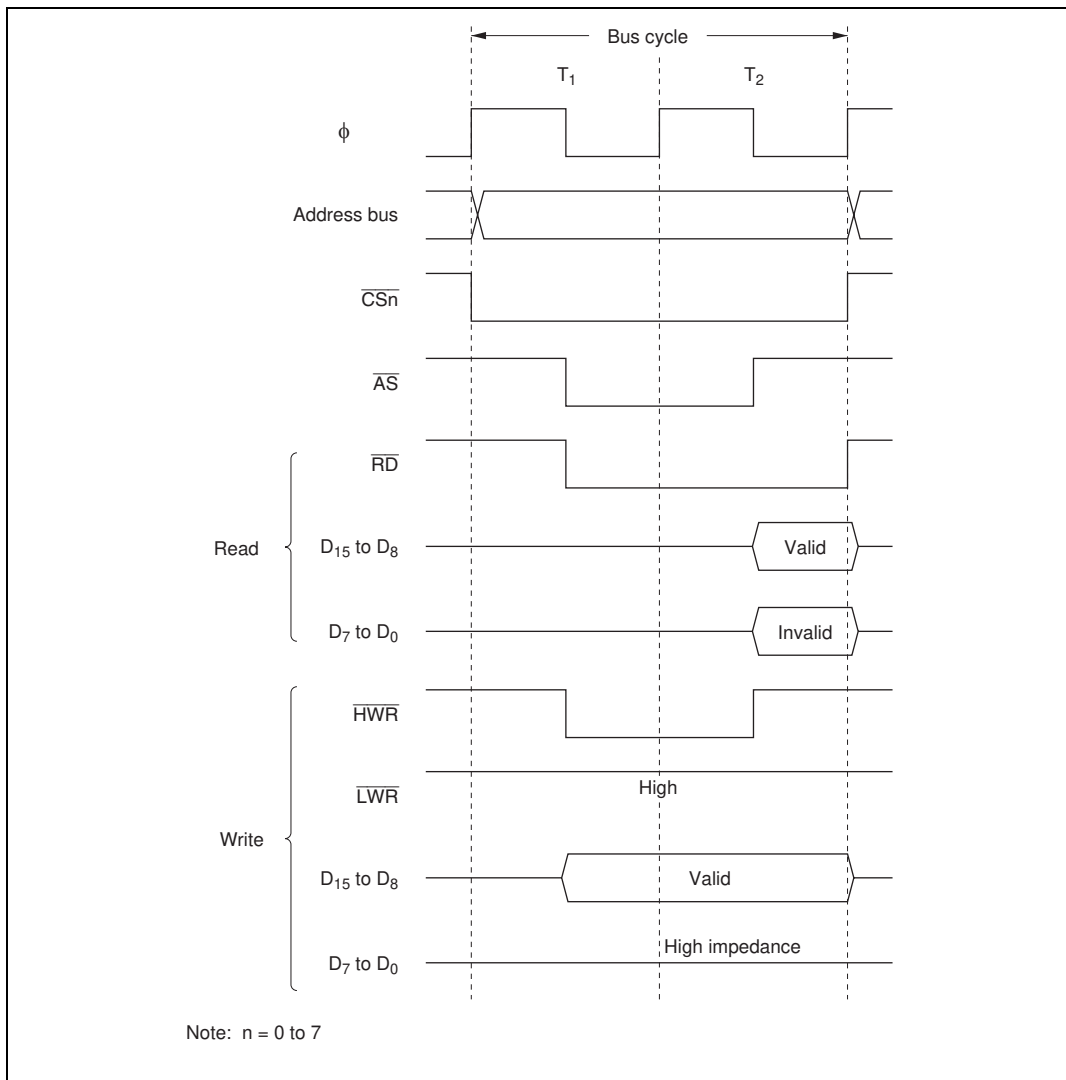 Bus cycle
T1 T2
ϕ
Address bus
CSn
AS
RD
Read
D15 to D8 Valid
D7 to D0 Invalid
HWR
LWR High
Write
D15 to D8 Valid
D7 to D0 High impedance
Note: n = 0 to 7